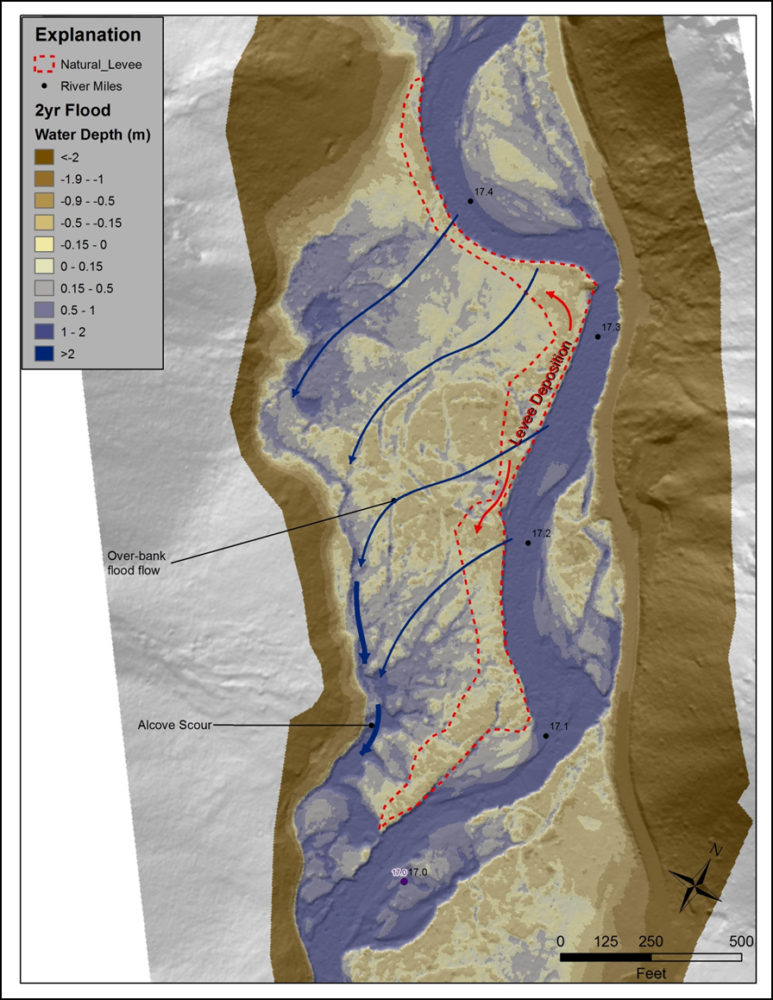 Explanation
Natural_Levee
River Miles
2yr Flood
Water Depth (m)
<-2
-1.9 - -1
-0.9 - -0.5
-0.5 - -0.15
-0.15 - 0
0 - 0.15
0.15 - 0.5
0.5 - 1
1 - 2
>2
17.4
17.3
Levee Deposition
17.2
Over-bank
flood flow
Alcove Scour
17.1
17.0 17.0
N
0 125 250 500
Feet